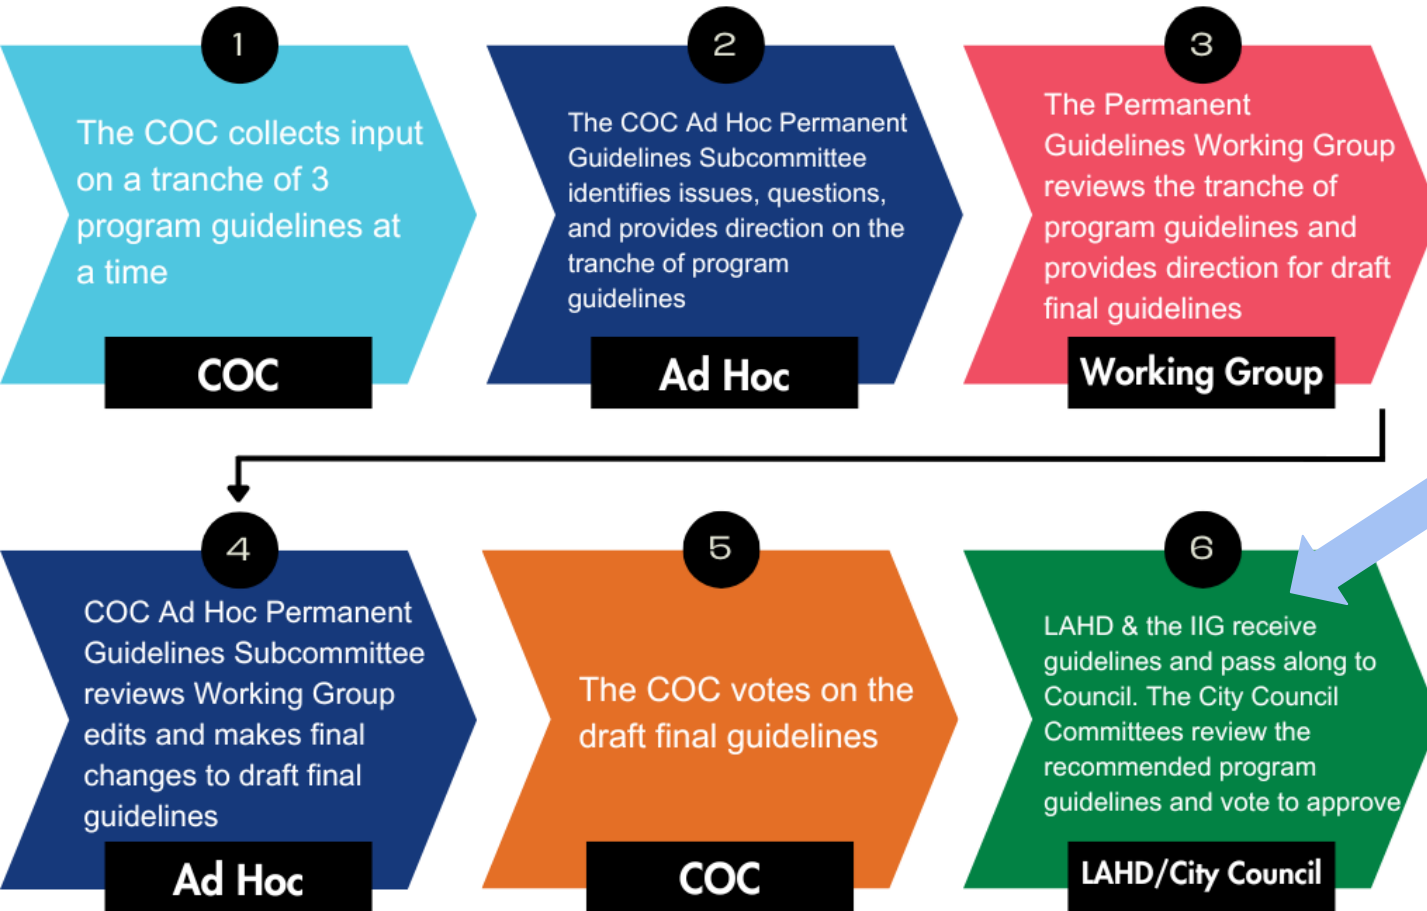 1
The COC collects input
on a tranche of 3
program guidelines at
a time
COC
2
The COC Ad Hoc Permanent
Guidelines Subcommittee
identifies issues, questions,
and provides direction on the
tranche of program
guidelines
Ad Hoc
3
The Permanent
Guidelines Working Group
reviews the tranche of
program guidelines and
provides direction for draft
final guidelines
Working Group
4
COC Ad Hoc Permanent
Guidelines Subcommittee
reviews Working Group
edits and makes final
changes to draft final
guidelines
Ad Hoc
5
The COC votes on the
draft final guidelines
COC
6
LAHD & the IIG receive
guidelines and pass along to
Council. The City Council
Committees review the
recommended program
guidelines and vote to approve
LAHD/City Council